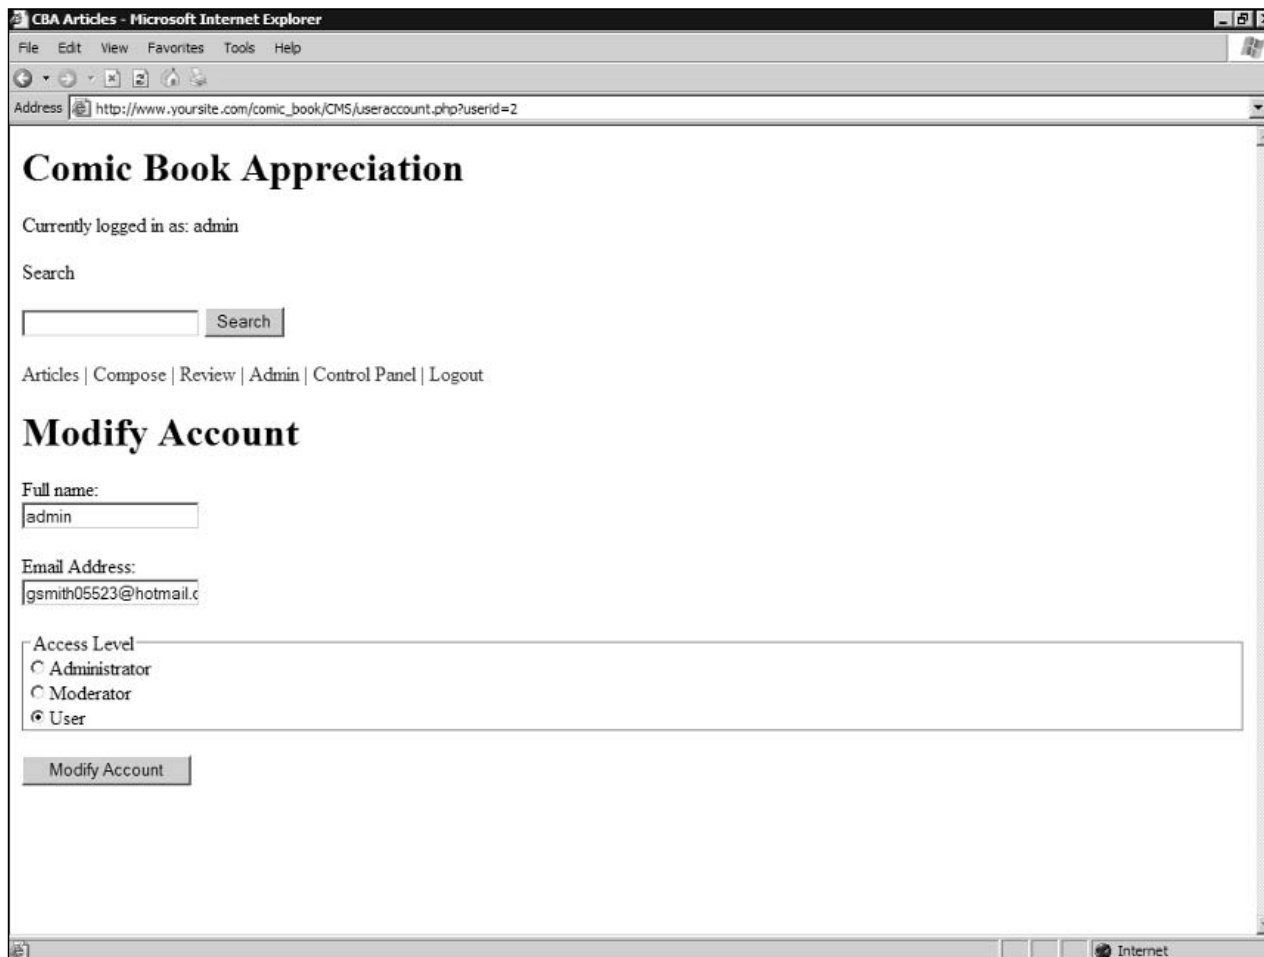 CBA Articles - Microsoft Internet Explorer
File Edit View Favorites Tools Help
Address http://www.yoursite.com/comic_book/CMS/useraccount.php?userid=2
Comic Book Appreciation
Currently logged in as: admin
Search
Search
Articles | Compose | Review | Admin | Control Panel | Logout
Modify Account
Full name:
admin
Email Address:
gsmith05523@hotmail.c
Access Level
Administrator
Moderator
User
Modify Account
Internet